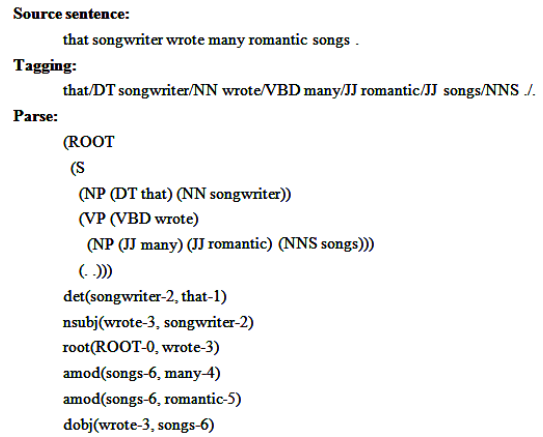 Source sentence:
that songwriter wrote many romantic songs .
Tagging:
that/DT songwriter/NN wrote/VBD many/JJ romantic/JJ songs/NNS ./.
Parse:
(ROOT
(S
(NP (DT that) (NN songwriter))
(VP (VBD wrote)
(NP (JJ many) (JJ romantic) (NNS songs)))
(. .)))
det(songwriter-2, that-1)
nsubj(wrote-3, songwriter-2)
root(ROOT-0, wrote-3)
amod(songs-6, many-4)
amod(songs-6, romantic-5)
dobj(wrote-3, songs-6)